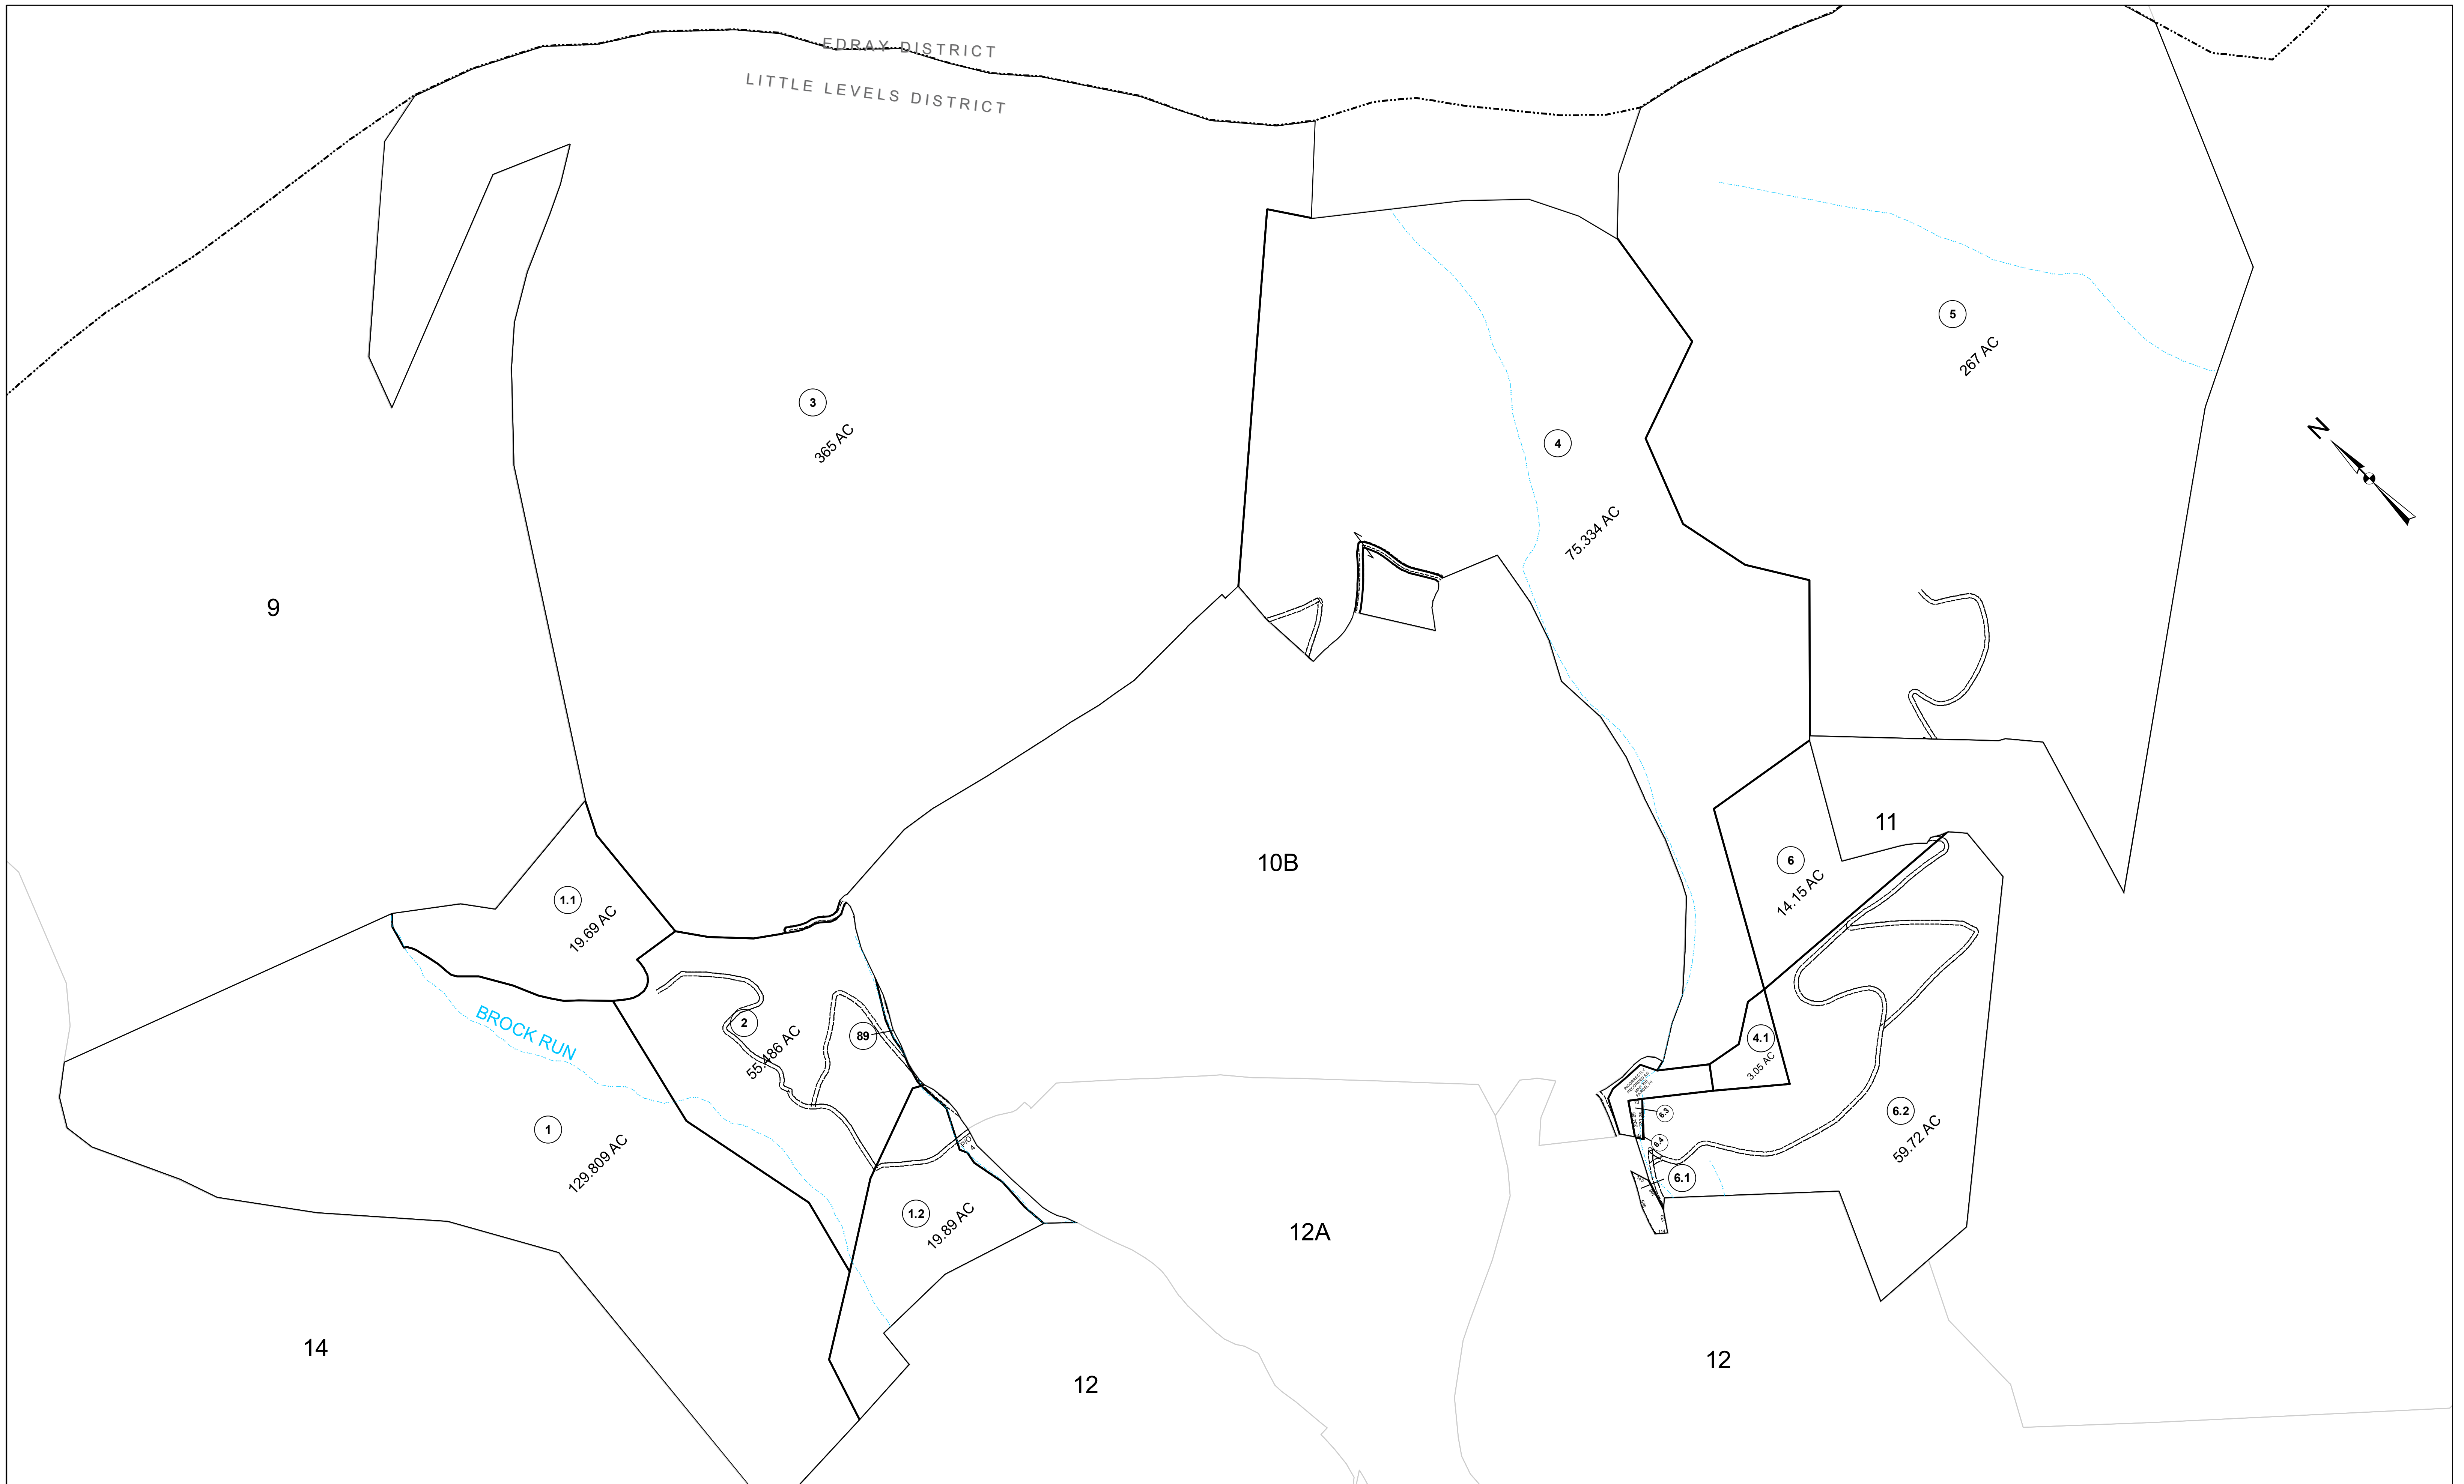 EDRAY DISTRICT
LITTLE LEVELS DISTRICT
5
267 AC
3
365 AC
N
4
75.334 AC
9
11
10B
6
14.15 AC
1.1
19.69 AC
BROCK RUN
2
55.486 AC
89
4.1
3.05 AC
6.3
6.2
59.72 AC
1
129.809 AC
P/O
4
6.4
6.1
1.2
19.89 AC
12A
14
12
12